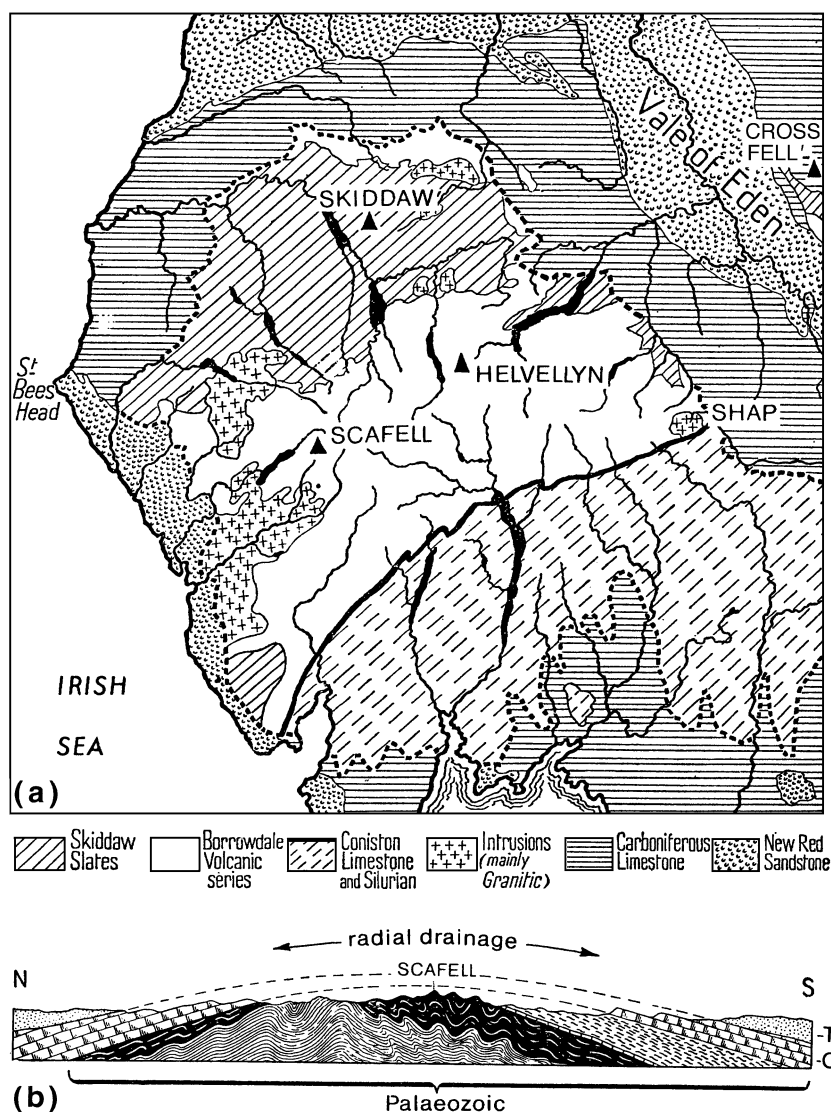 Vale of Eden
CROSS
FELL'
SKIDDAW
St
Bees
Head
HELVELLYN
SHAP
SCAFELL
IRISH
SEA
(a)
Skiddaw
Slates
Borrowdale
Volcanic
series
Coniston
Limestone
and Silurian
Intrusions
(mainly
Granitic)
Carboniferous
Limestone
New Red
Sandstone
radial drainage
N
SCAFELL
S
-T
(b)
Palaeozoic